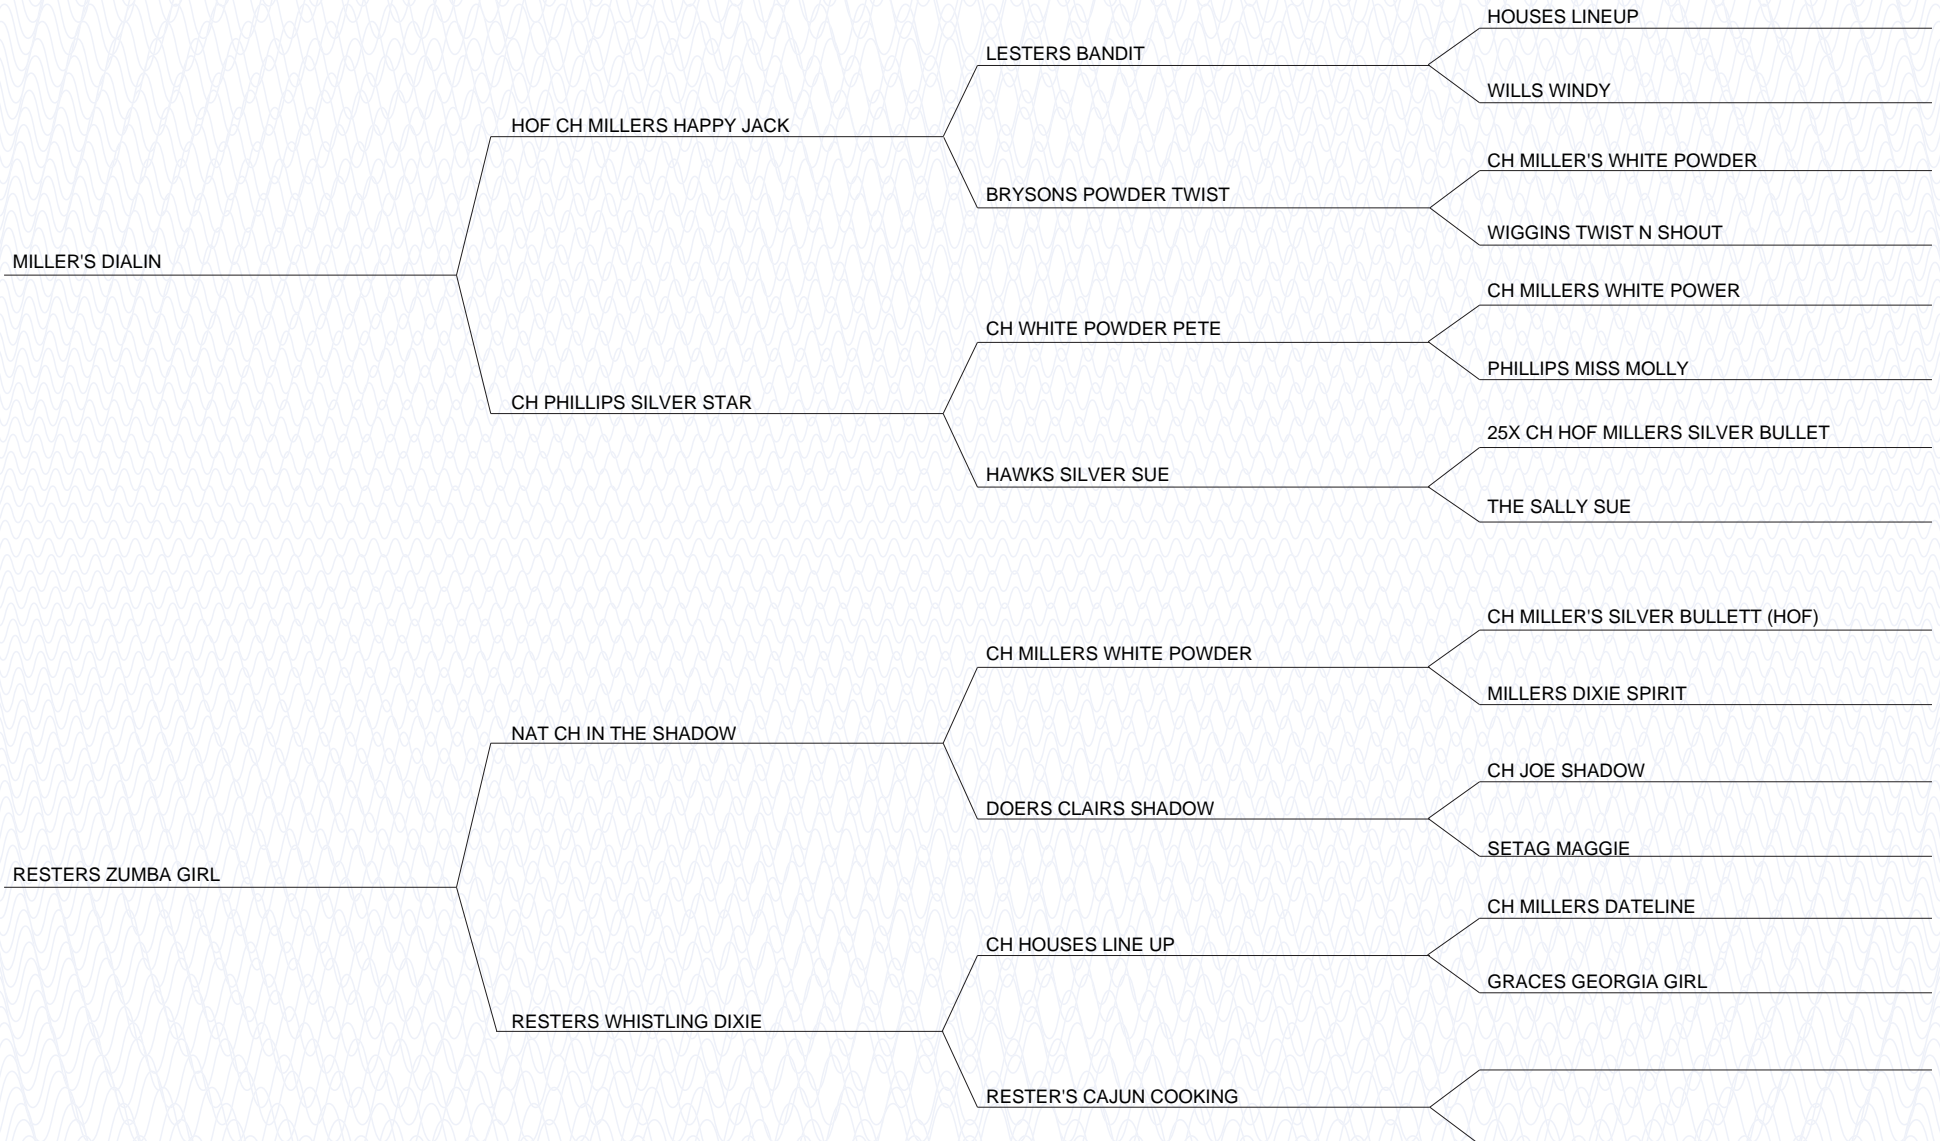 HOUSES LINEUP
LESTERS BANDIT
WILLS WINDY
HOF CH MILLERS HAPPY JACK
CH MILLER'S WHITE POWDER
BRYSONS POWDER TWIST
WIGGINS TWIST N SHOUT
MILLER'S DIALIN
CH MILLERS WHITE POWER
CH WHITE POWDER PETE
PHILLIPS MISS MOLLY
CH PHILLIPS SILVER STAR
25X CH HOF MILLERS SILVER BULLET
HAWKS SILVER SUE
THE SALLY SUE
CH MILLER'S SILVER BULLETT (HOF)
CH MILLERS WHITE POWDER
MILLERS DIXIE SPIRIT
NAT CH IN THE SHADOW
CH JOE SHADOW
DOERS CLAIRS SHADOW
SETAG MAGGIE
RESTERS ZUMBA GIRL
CH MILLERS DATELINE
CH HOUSES LINE UP
GRACES GEORGIA GIRL
RESTERS WHISTLING DIXIE
RESTER'S CAJUN COOKING